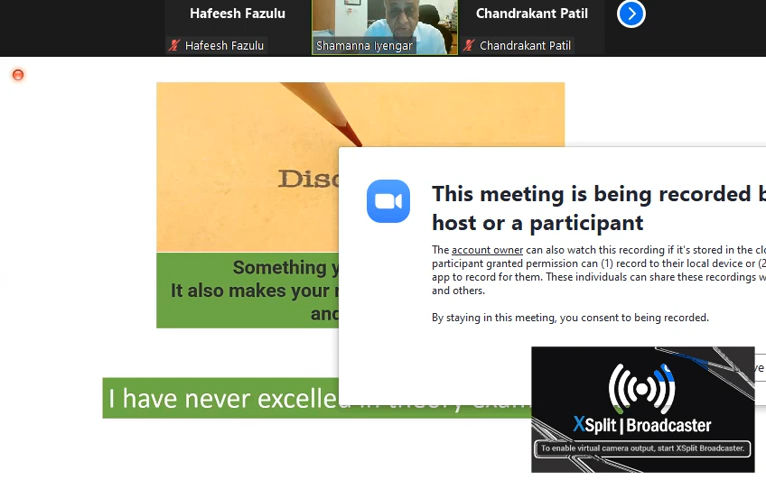 Hafeesh Fazulu
Chandrakant Patil
Hafeesh Fazulu
Shamanna Iyengar
Chandrakant Patil
Disc
This meeting is being recorded b
host or a participant
The account owner can also watch this recording if it's stored in the clo
participant granted permission can (1) record to their local device or (2
app to record for them. These individuals can share these recordings w
and others.
By staying in this meeting, you consent to being recorded.
Something y
It also makes your
and
I have never excelled in theory exam
XSplit|Broadcaster
To enable virtual camera output, start XSplit Broadcaster.